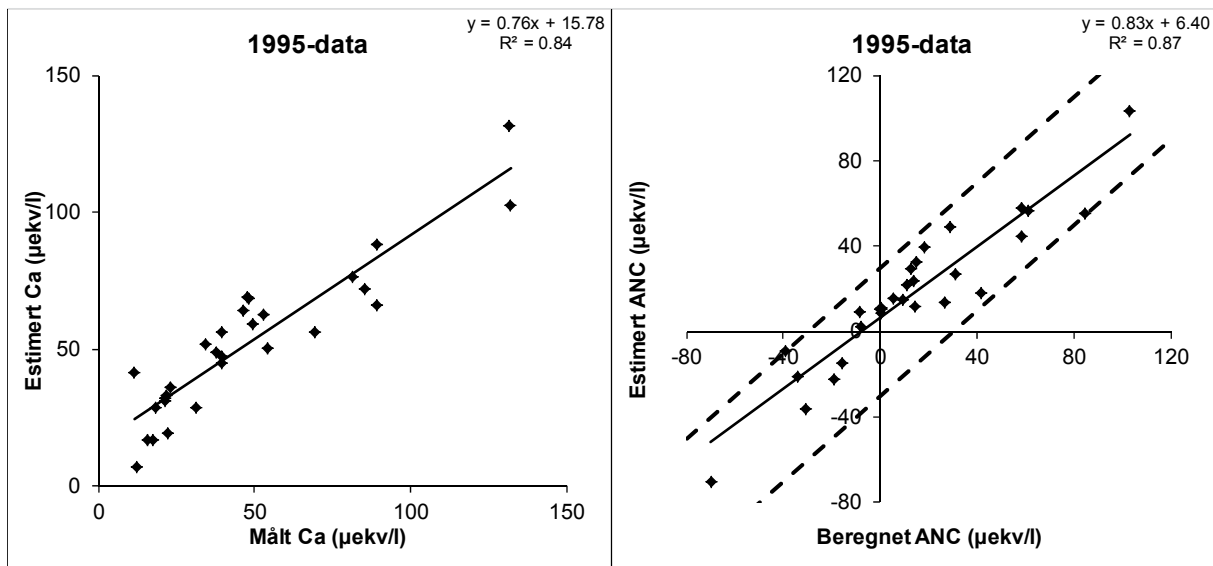 y = 0.76x + 15.78
R² = 0.84
1995-data
150
100
50
0
0 50 100 150
Estimert Ca (µekv/l)
Målt Ca (µekv/l)
y = 0.83x + 6.40
R² = 0.87
1995-data
120
80
40
0
-40
-80
-80 -40 0 40 80 120
Estimert ANC (µekv/l)
Beregnet ANC (µekv/l)